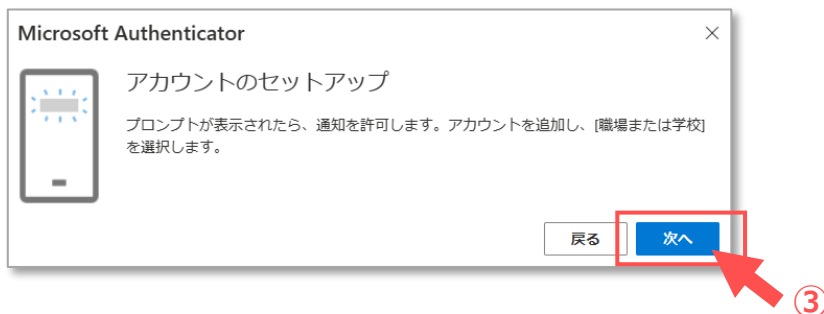 Microsoft Authenticator
アカウントのセットアップ
プロンプトが表示されたら、通知を許可します。アカウントを追加し、[職場または学校]
を選択します。
戻る
次へ
③